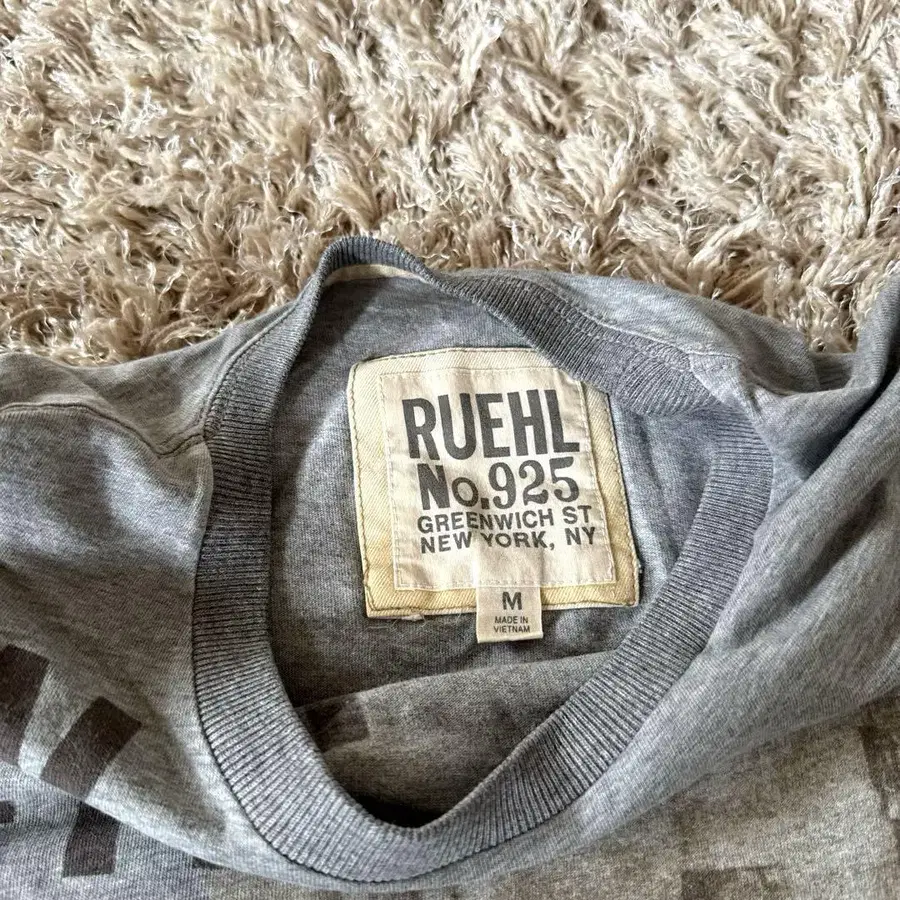 RUEHL
No.925
GREENWICH ST
NEW YORK, NY
M
MADE IN
VIETNAM